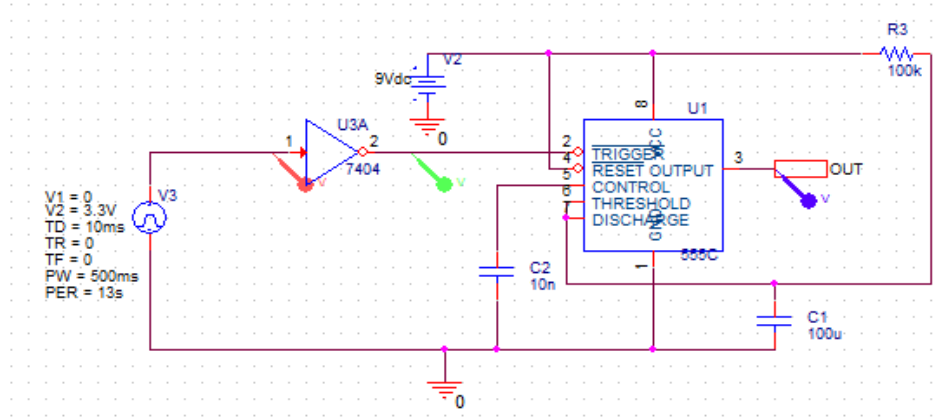 R3
100k
V2
9Vdc
0
U1
8
VCC
U3A
1
2
7404
V
V
2
TRIGGER
4
RESET OUTPUT
3
OUT
V
5
CONTROL
6
THRESHOLD
7
DISCHARGE
GND
1
555C
V3
V1 = 0
V2 = 3.3V
TD = 10ms
TR = 0
TF = 0
PW = 500ms
PER = 13s
C2
10n
C1
100u
0